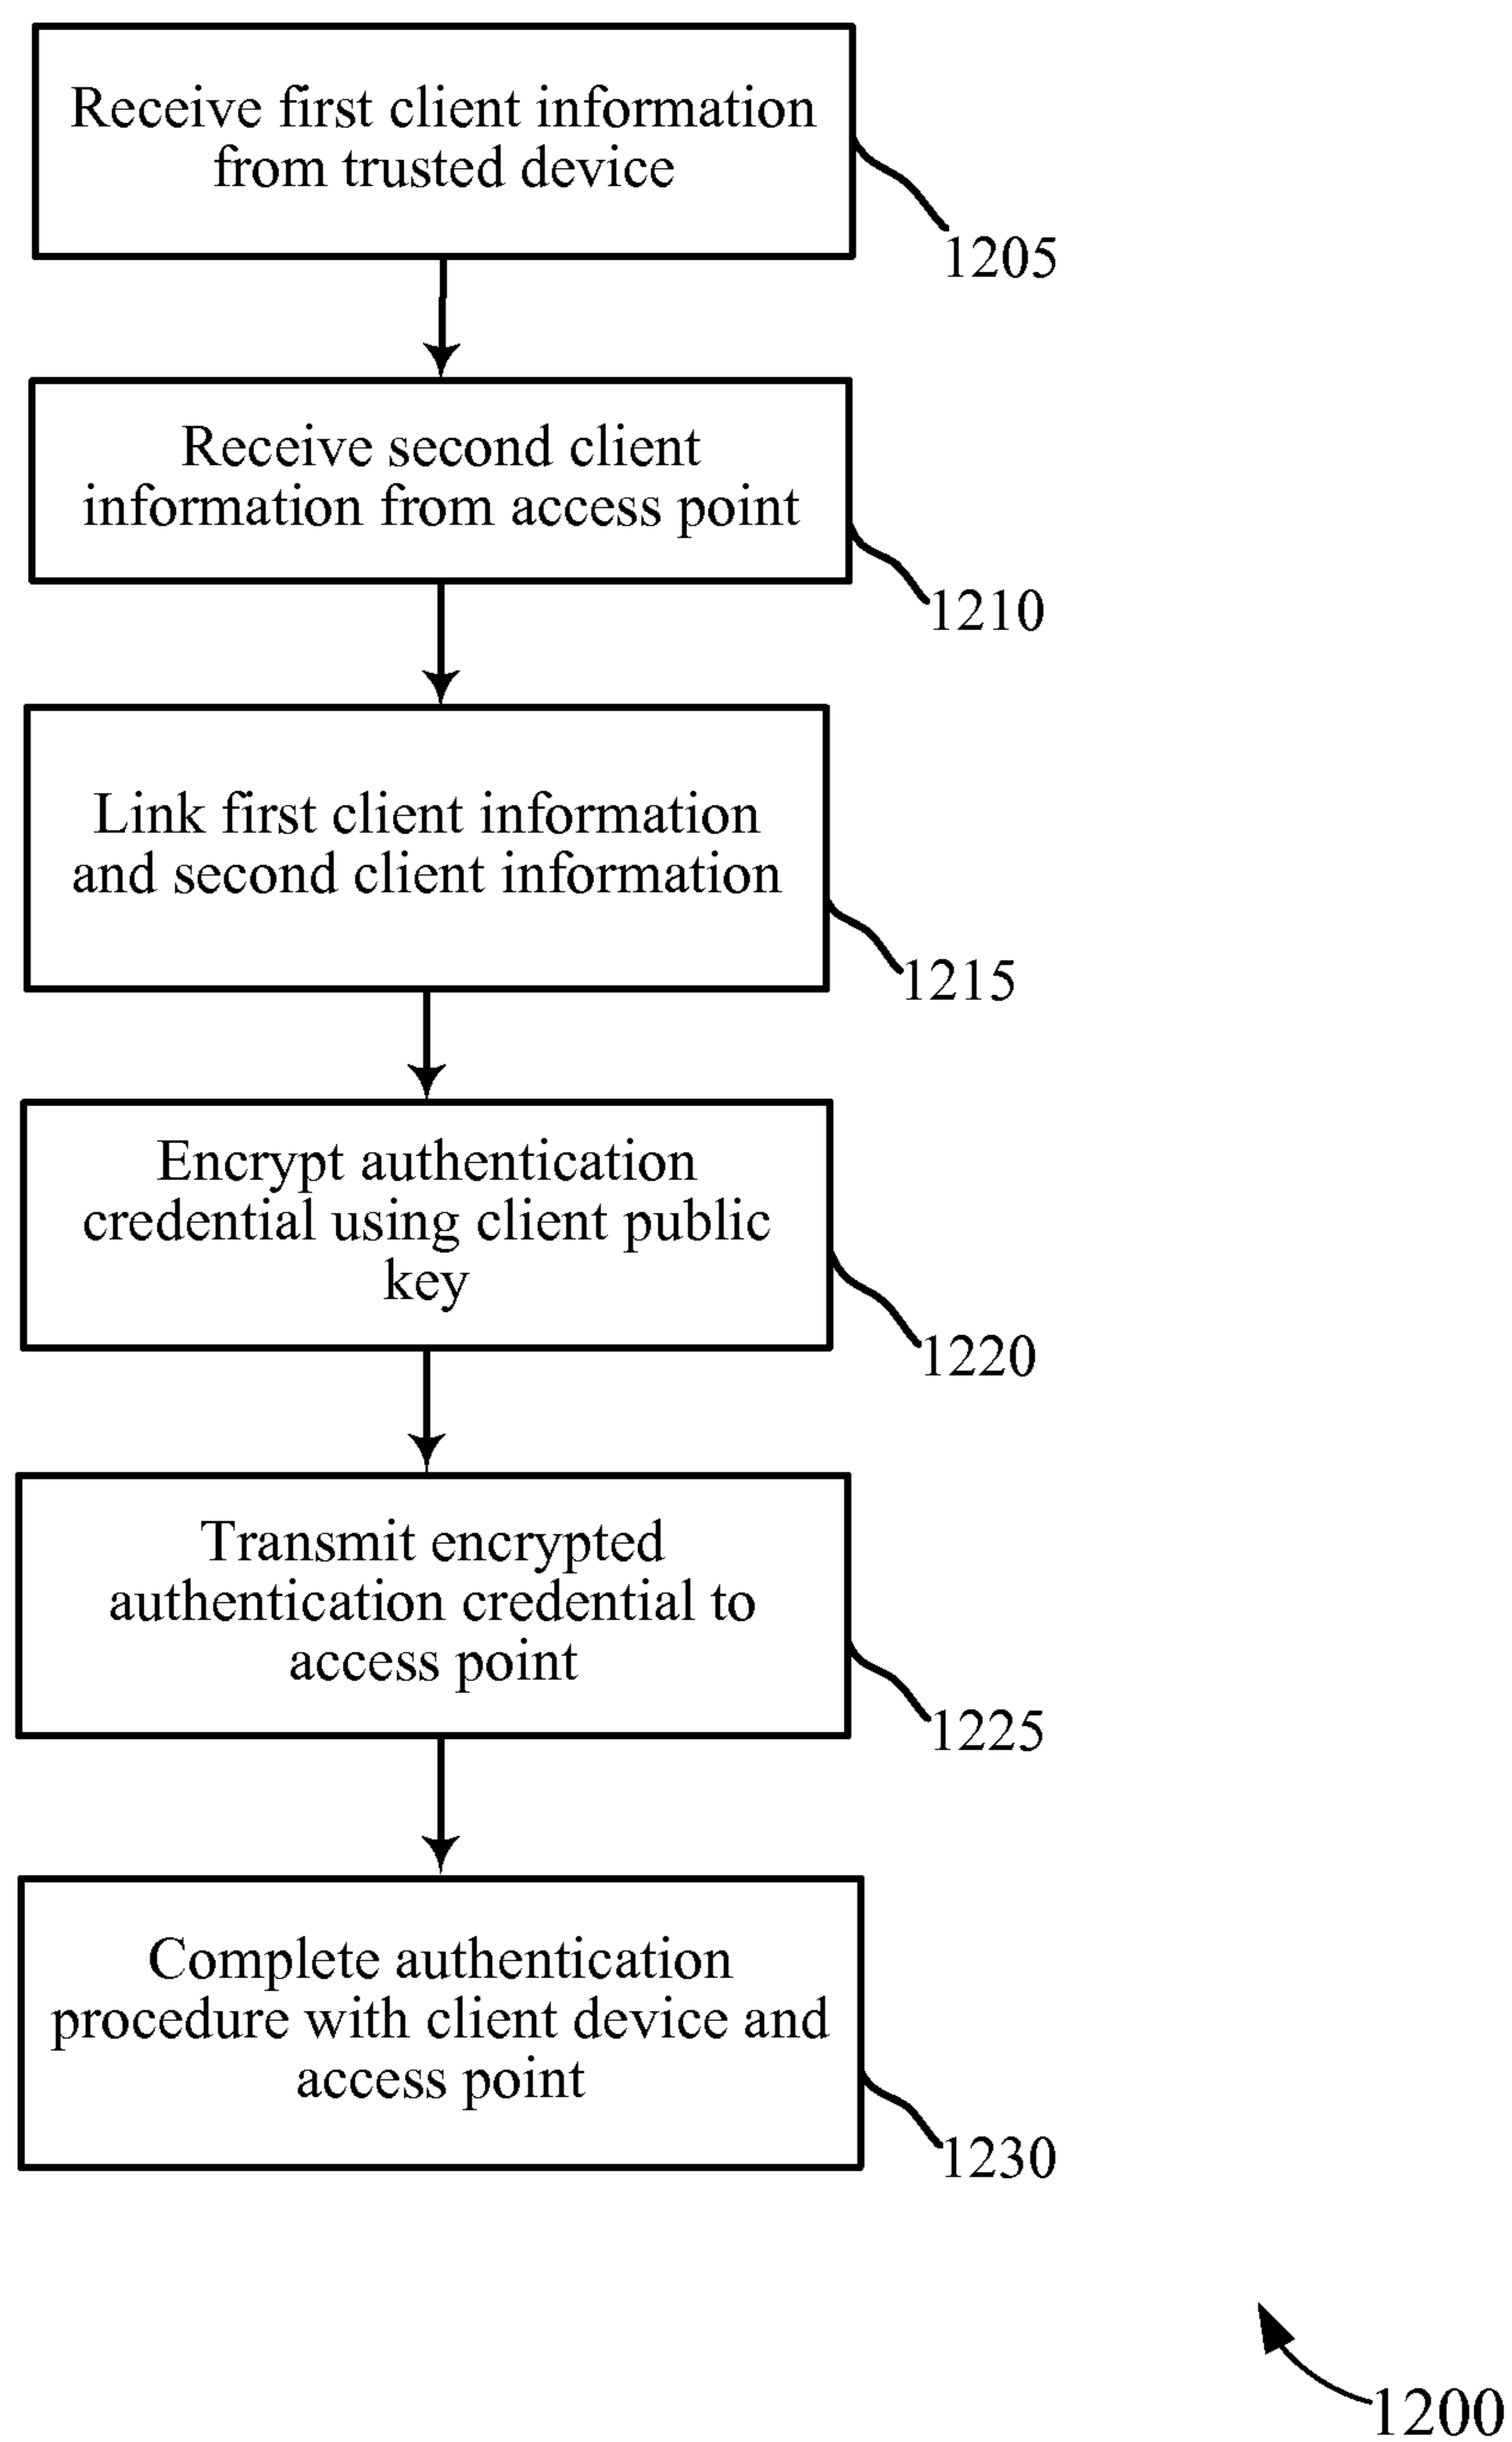 Receive first client information
from trusted device
1205
Receive second client
information from access point
1210
Link first client information
and second client information
1215
Encrypt authentication
credential using client public
key
1220
Transmit encrypted
authentication credential to
access point
1225
Complete authentication
procedure with client device and
access point
1230
1200